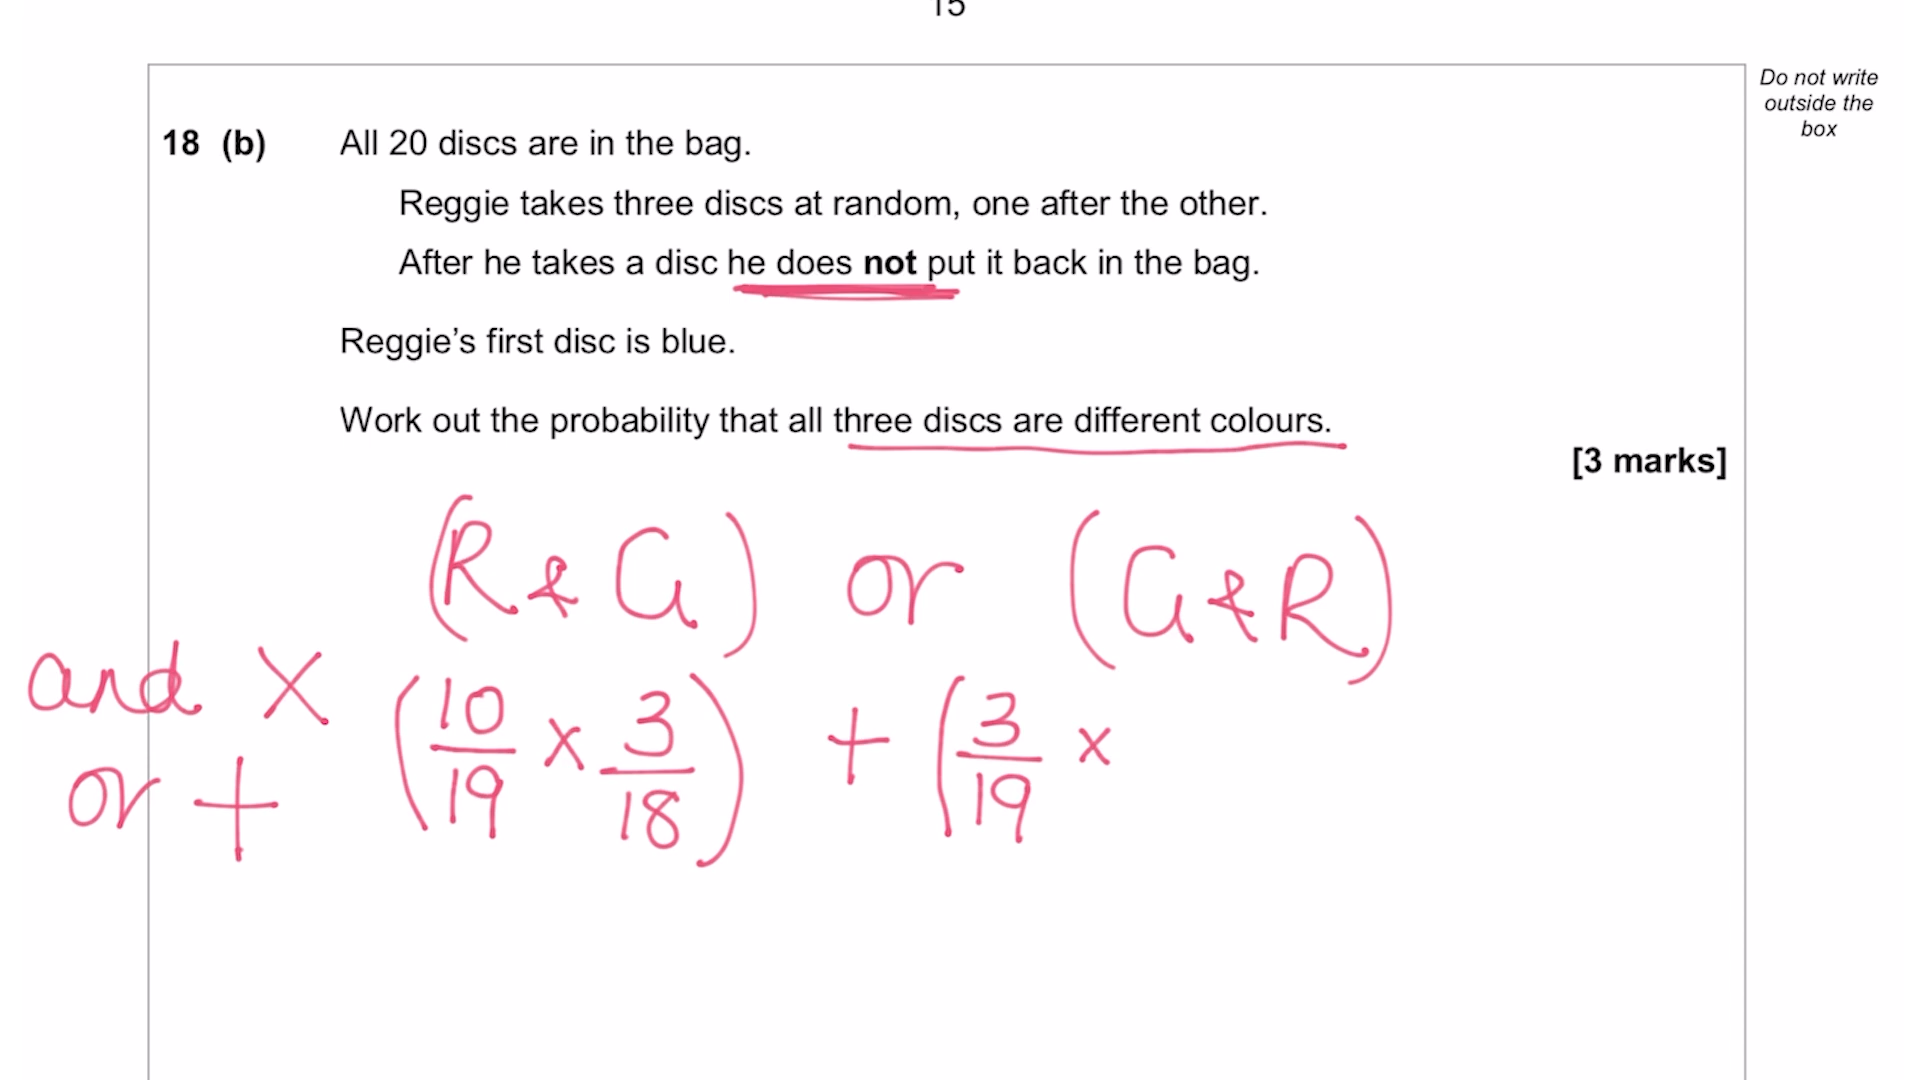 15
Do not write
outside the
box
18 (b) All 20 discs are in the bag.
Reggie takes three discs at random, one after the other.
After he takes a disc he does not put it back in the bag.
Reggie's first disc is blue.
Work out the probability that all three discs are different colours.
[3 marks]
(R & G) or (G & R)
and × (10/19 × 3/18) + (3/19 ×
or +